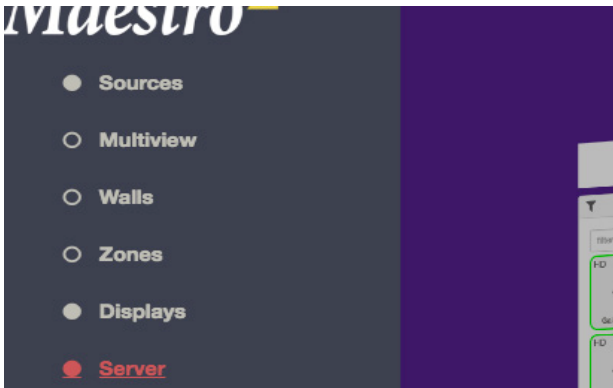 Maestro
Sources
Multiview
Walls
Zones
Displays
Server
HD
HD